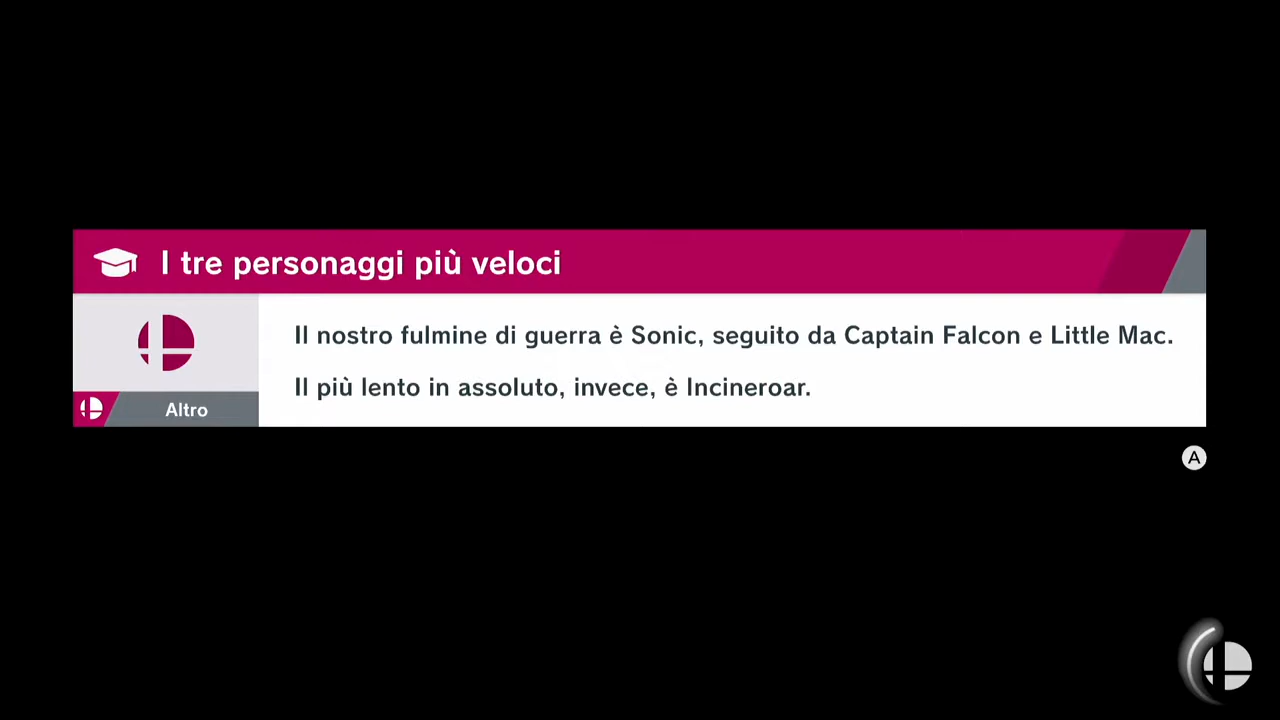 I tre personaggi più veloci
Il nostro fulmine di guerra è Sonic, seguito da Captain Falcon e Little Mac.
Il più lento in assoluto, invece, è Incineroar.
Altro
A